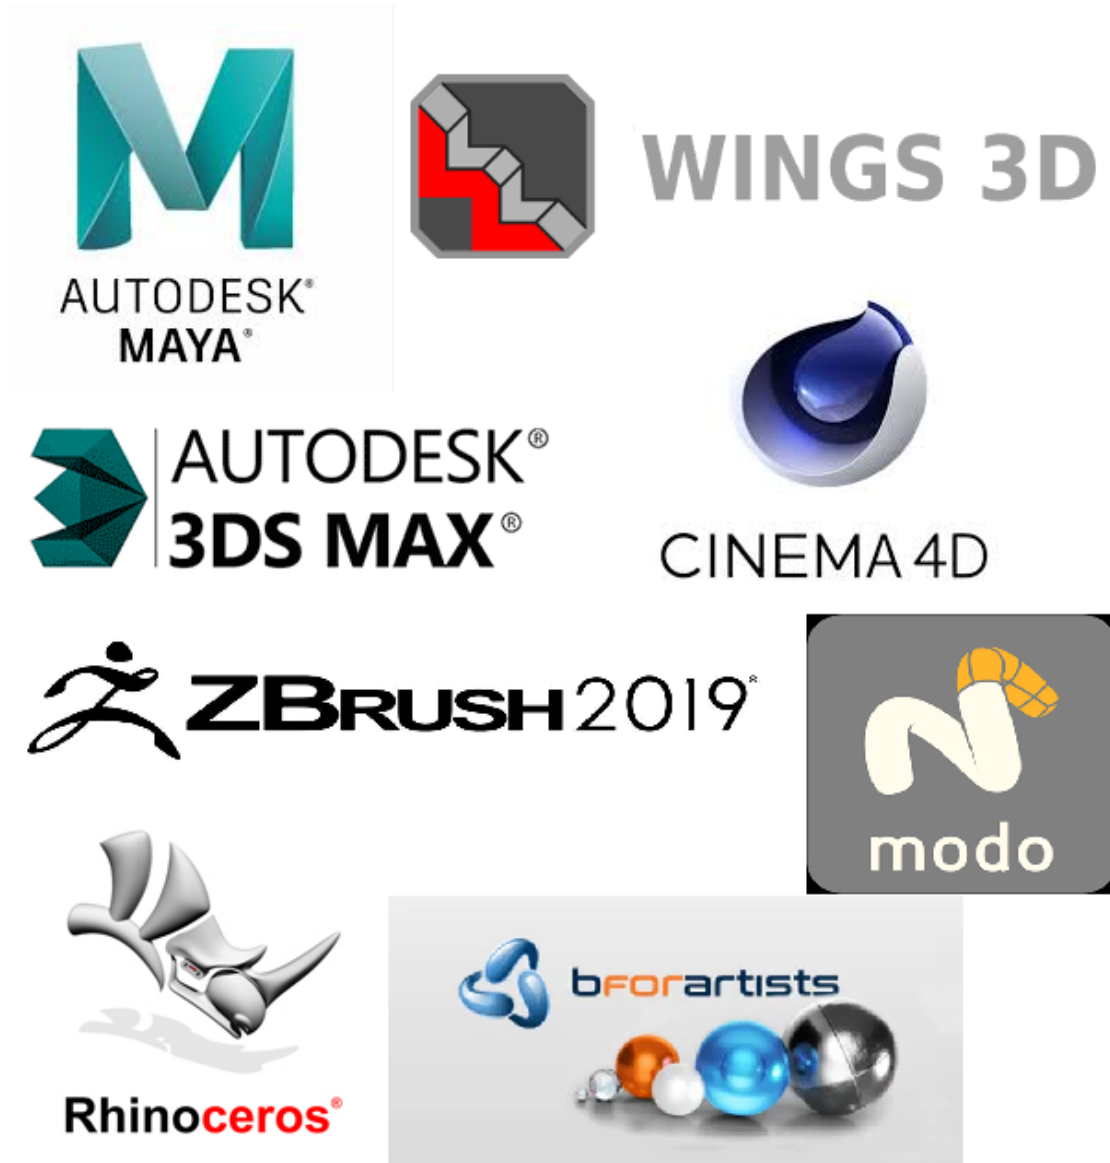 AUTODESK®
MAYA®
WINGS 3D
AUTODESK®
3DS MAX®
CINEMA 4D
ZBRUSH 2019®
modo
bforartists
Rhinoceros®